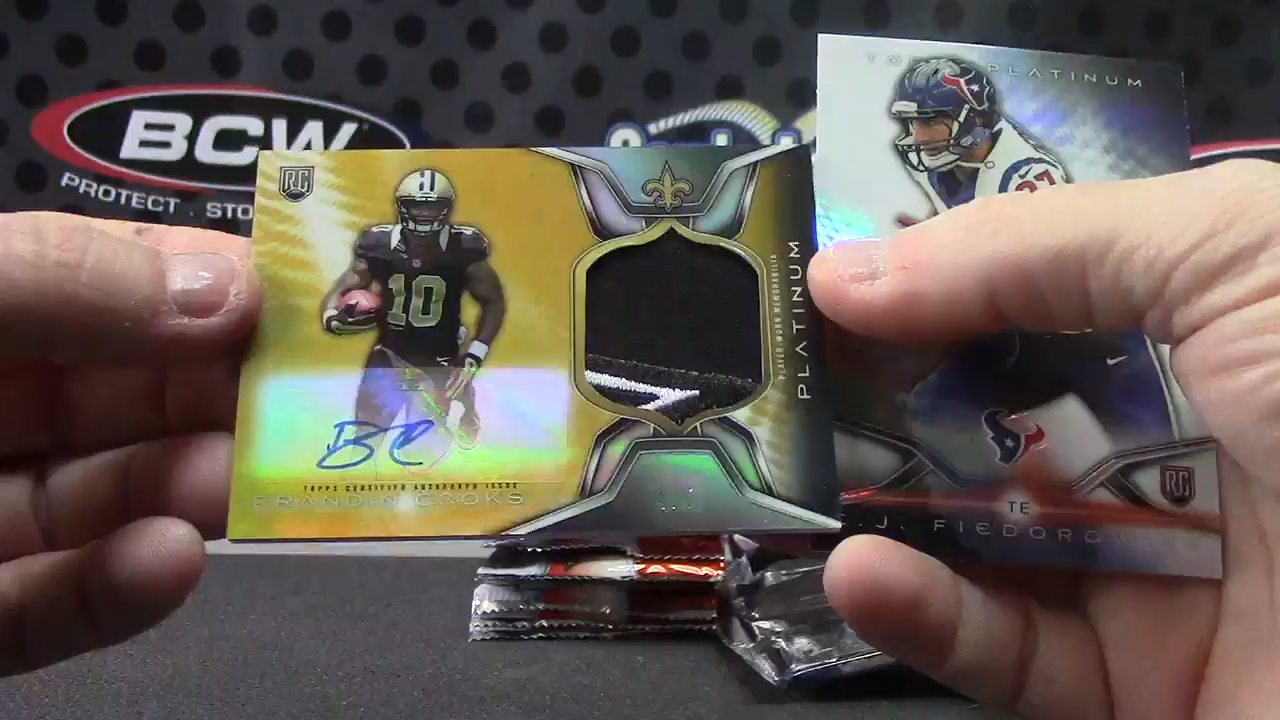 BCW
PROTECT . STO
RC
10
BC
TOPPS CERTIFIED AUTOGRAPH ISSUE
BRANDIN COOKS
PLAYER-WORN MEMORABILIA
PLATINUM
PLATINUM
TE
J. FIEDORO
RC